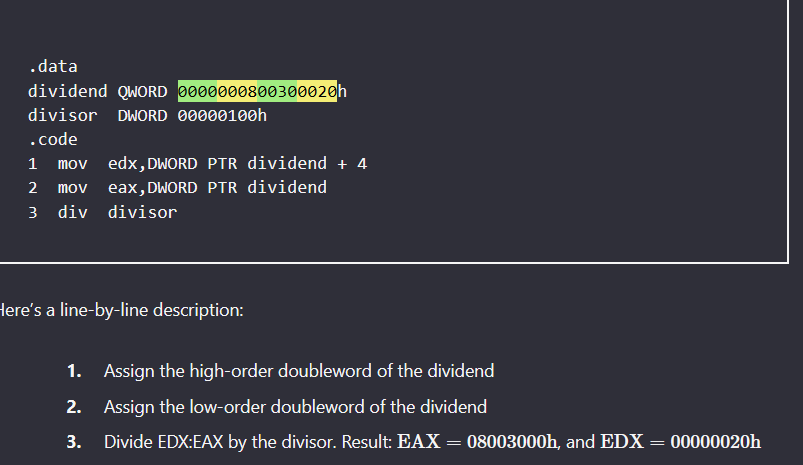 .data
dividend QWORD 0000000800300020h
divisor  DWORD 00000100h
.code
1  mov  edx,DWORD PTR dividend + 4
2  mov  eax,DWORD PTR dividend
3  div  divisor
Here's a line-by-line description:
1. Assign the high-order doubleword of the dividend
2. Assign the low-order doubleword of the dividend
3. Divide EDX:EAX by the divisor. Result: EAX = 08003000h, and EDX = 00000020h